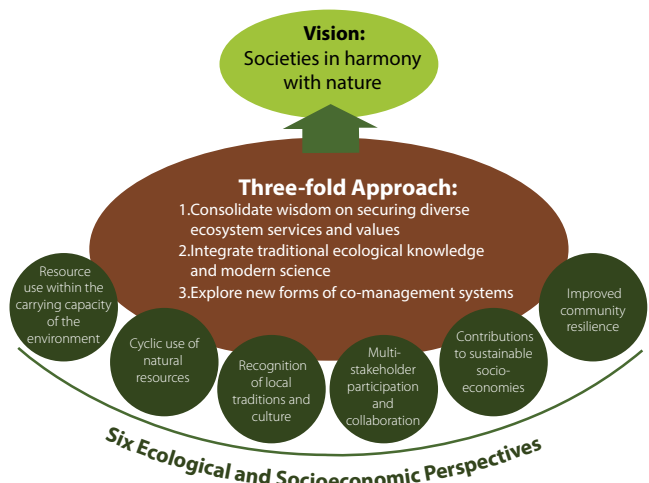 Vision:
Societies in harmony
with nature
Three-fold Approach:
1.Consolidate wisdom on securing diverse
ecosystem services and values
2.Integrate traditional ecological knowledge
and modern science
3.Explore new forms of co-management systems
Resource
use within the
carrying capacity
of the
environment
Cyclic use of
natural
resources
Recognition
of local
traditions and
culture
Multi-
stakeholder
participation
and
collaboration
Contributions
to sustainable
socio-
economies
Improved
community
resilience
Six Ecological and Socioeconomic Perspectives